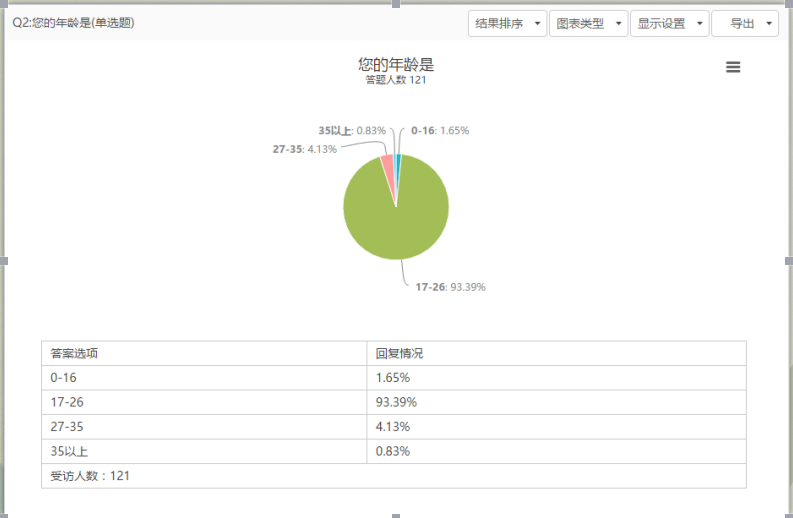 Q2:您的年龄是(单选题)
结果排序 图表类型 显示设置 导出
您的年龄是
答题人数 121
35以上: 0.83% 0-16: 1.65%
27-35: 4.13%
17-26: 93.39%
答案选项 回复情况
0-16 1.65%
17-26 93.39%
27-35 4.13%
35以上 0.83%
受访人数：121